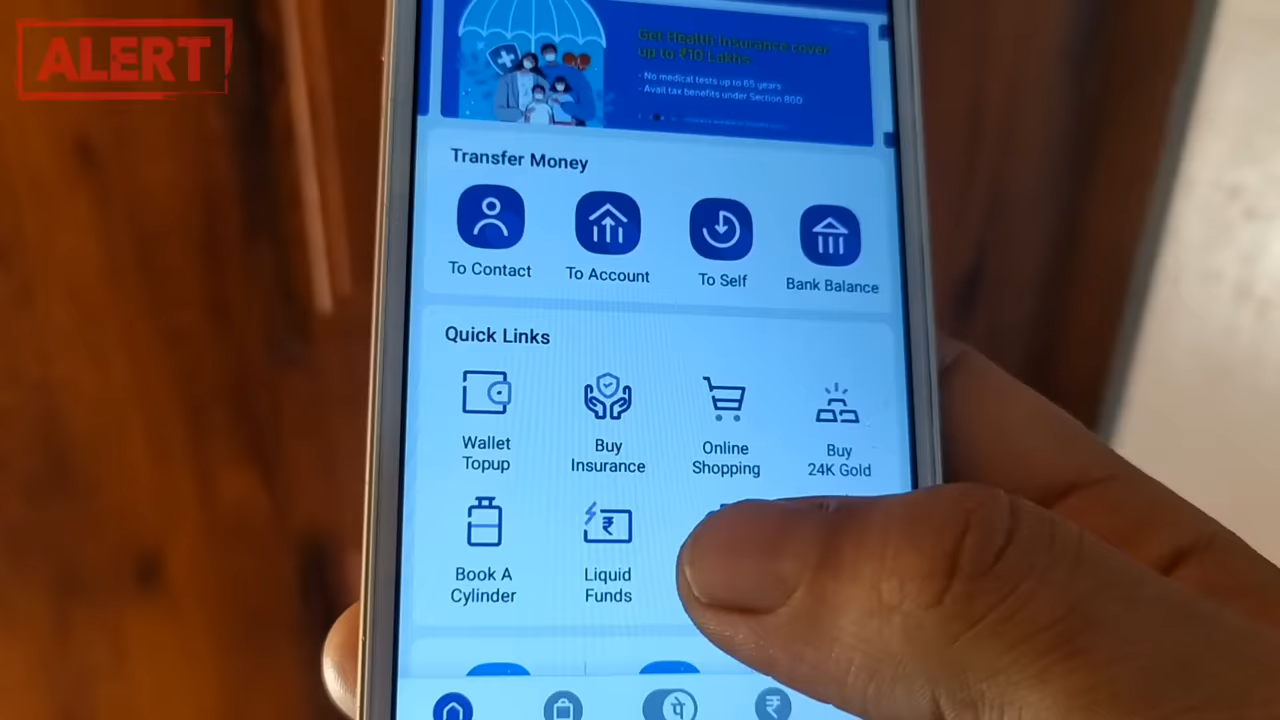 ALERT
Get Health Insurance cover
up to ₹10 Lakhs
- No medical tests up to 65 years
- Avail tax benefits under Section 80D
Transfer Money
To Contact
To Account
To Self
Bank Balance
Quick Links
Wallet
Topup
Buy
Insurance
Online
Shopping
Buy
24K Gold
₹
Book A
Cylinder
Liquid
Funds
पे
₹